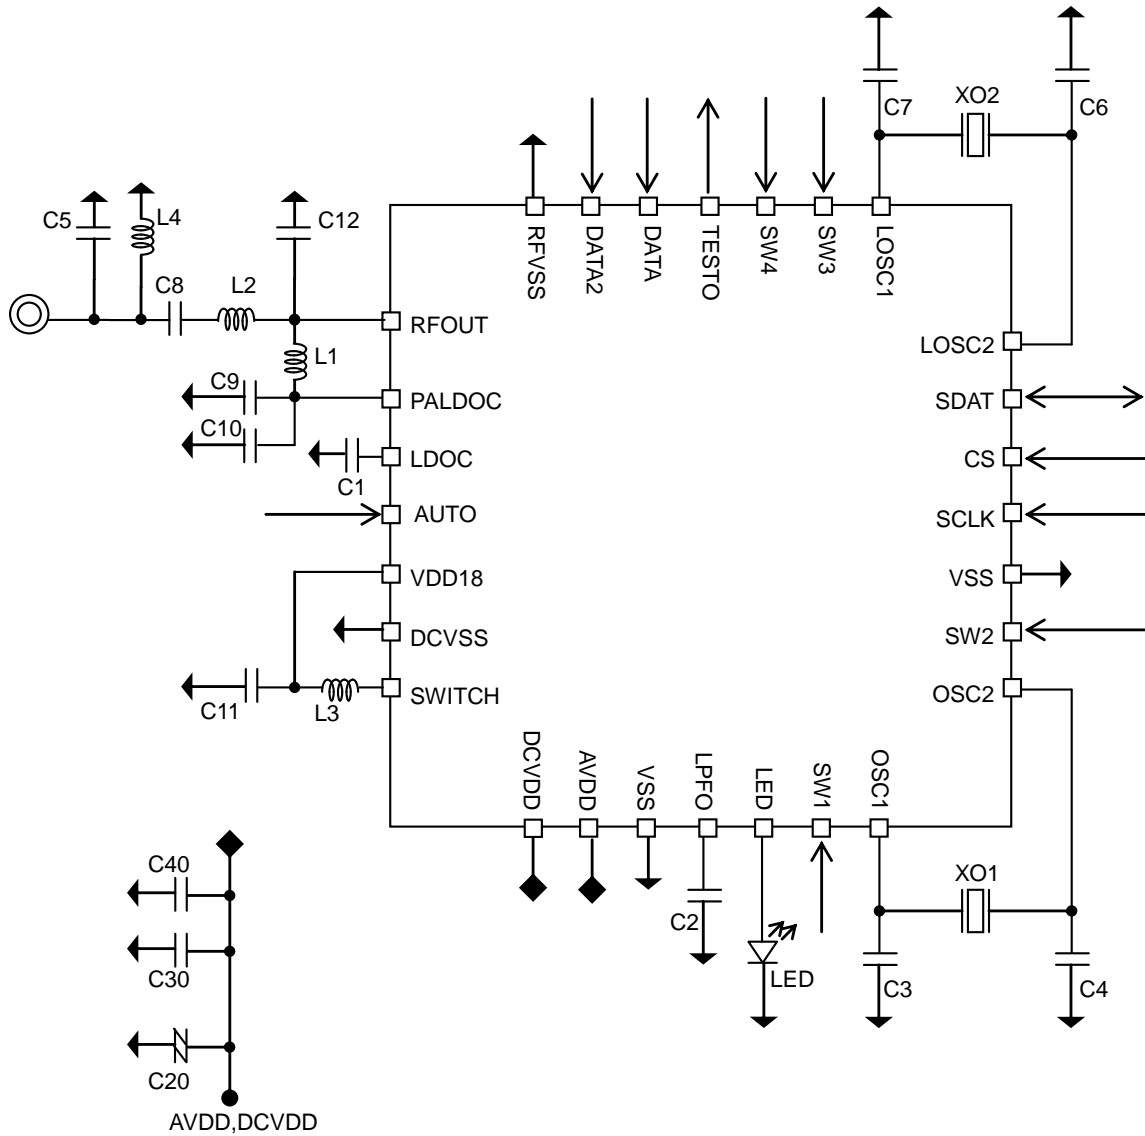 C7
XO2
C6
C5
L4
C12
RFVSS
DATA2
DATA
TESTO
SW4
SW3
LOSC1
C8
L2
RFOUT
L1
LOSC2
C9
PALDOC
SDAT
C10
LDOC
CS
C1
AUTO
SCLK
VDD18
VSS
DCVSS
SW2
C11
L3
SWITCH
OSC2
DCVDD
AVDD
VSS
LPFO
LED
SW1
OSC1
C40
XO1
C2
C30
LED
C3
C4
C20
AVDD,DCVDD